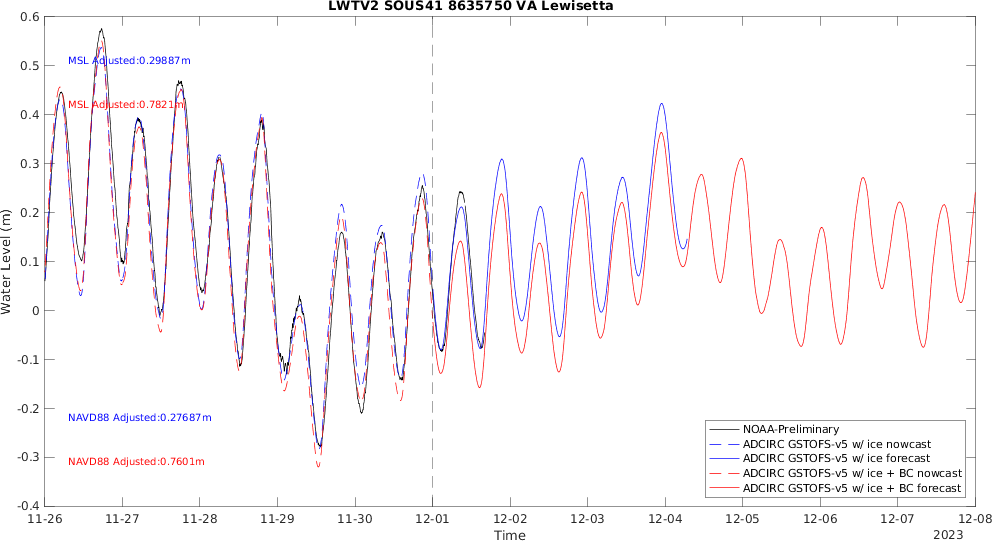 LWTV2 SOUS41 8635750 VA Lewisetta
0.6
0.5
0.4
0.3
0.2
0.1
0
-0.1
-0.2
-0.3
-0.4
Water Level (m)
MSL Adjusted:0.29887m
MSL Adjusted:0.7821m
NAVD88 Adjusted:0.27687m
NAVD88 Adjusted:0.7601m
NOAA-Preliminary
ADCIRC GSTOFS-v5 w/ ice nowcast
ADCIRC GSTOFS-v5 w/ ice forecast
ADCIRC GSTOFS-v5 w/ ice + BC nowcast
ADCIRC GSTOFS-v5 w/ ice + BC forecast
11-26 11-27 11-28 11-29 11-30 12-01 12-02 12-03 12-04 12-05 12-06 12-07 12-08
Time
2023